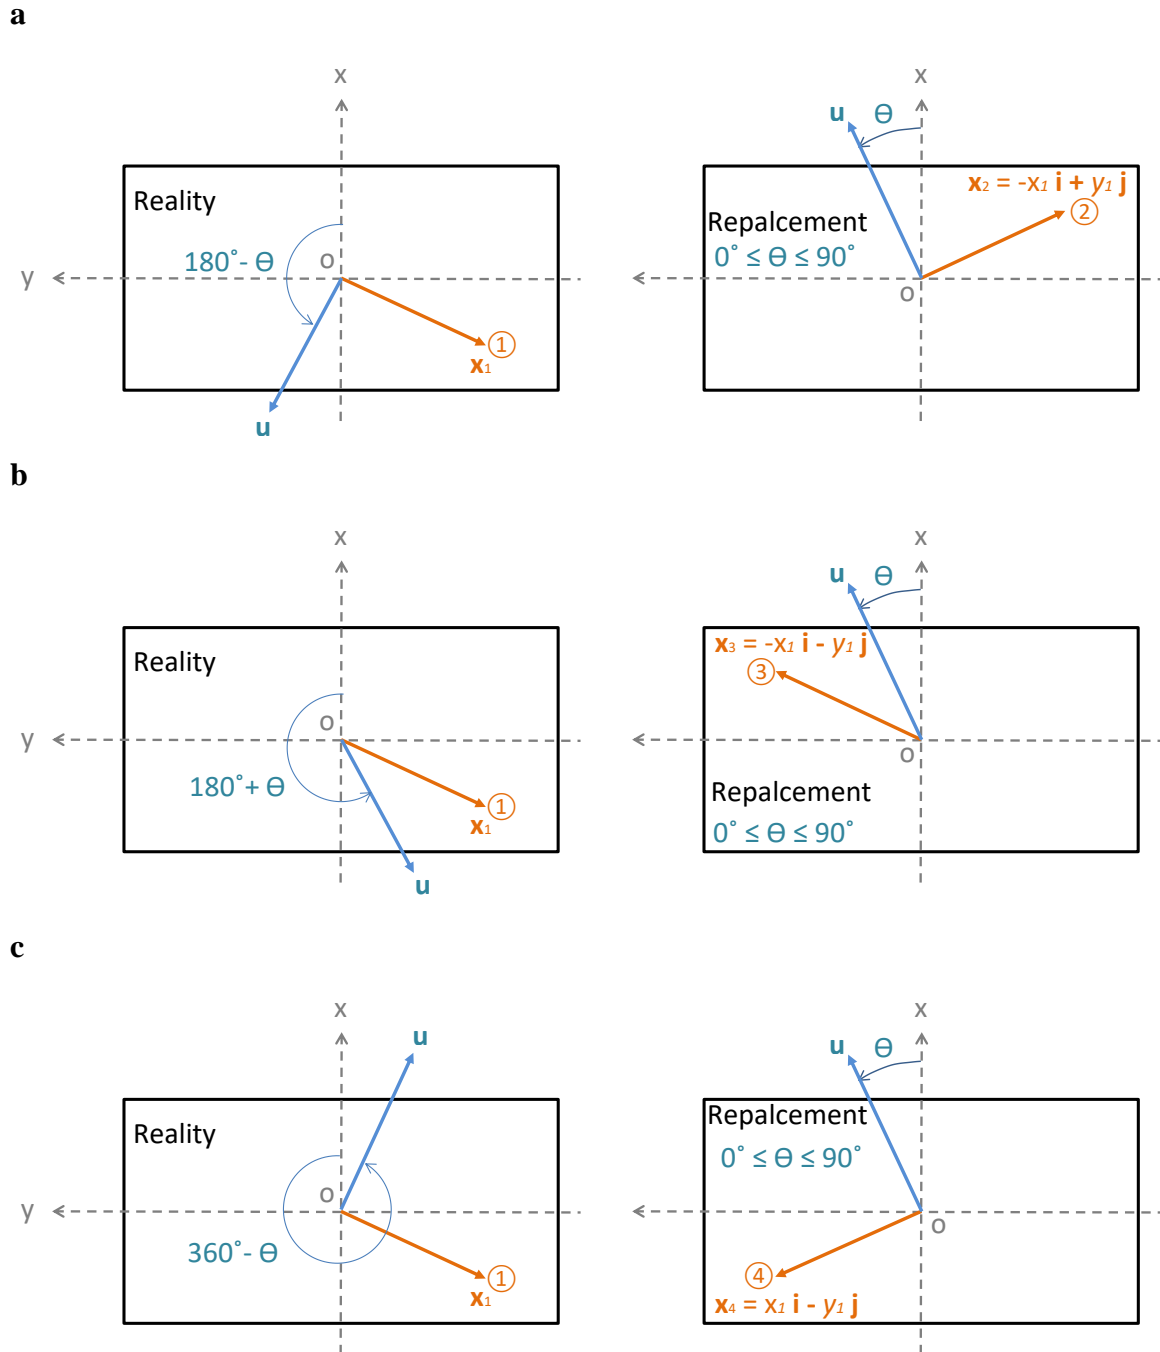 a
x
x
u
Ɵ
Reality
x₂ = -x₁ i + y₁ j
②
Repalcement
180˚- Ɵ
o
0˚ ≤ Ɵ ≤ 90˚
y
o
①
x₁
u
b
x
x
u
Ɵ
Reality
x₃ = -x₁ i - y₁ j
③
o
y
o
180˚+ Ɵ
①
Repalcement
x₁
0˚ ≤ Ɵ ≤ 90˚
u
c
x
x
u
u
Ɵ
Reality
Repalcement
0˚ ≤ Ɵ ≤ 90˚
o
y
o
360˚- Ɵ
①
④
x₁
x₄ = x₁ i - y₁ j